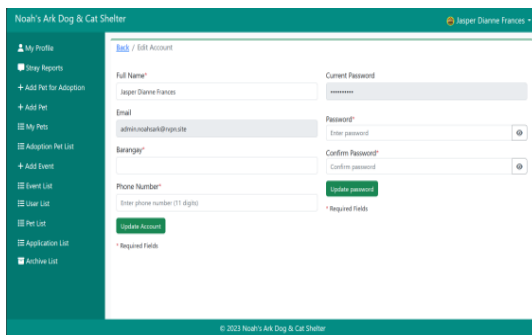 Noah's Ark Dog & Cat Shelter
Jasper Dianne Frances
My Profile
Stray Reports
+ Add Pet for Adoption
+ Add Pet
My Pets
Adoption Pet List
+ Add Event
Event List
User List
Pet List
Application List
Archive List
Back / Edit Account
Full Name*
Jasper Dianne Frances
Email
admin.noahsark@nqm.site
Barangay*
Phone Number*
Enter phone number (11 digits)
Update Account
* Required Fields
Current Password
••••••••••
Password*
Enter password
Confirm Password*
Confirm password
Update password
* Required Fields
© 2023 Noah's Ark Dog & Cat Shelter